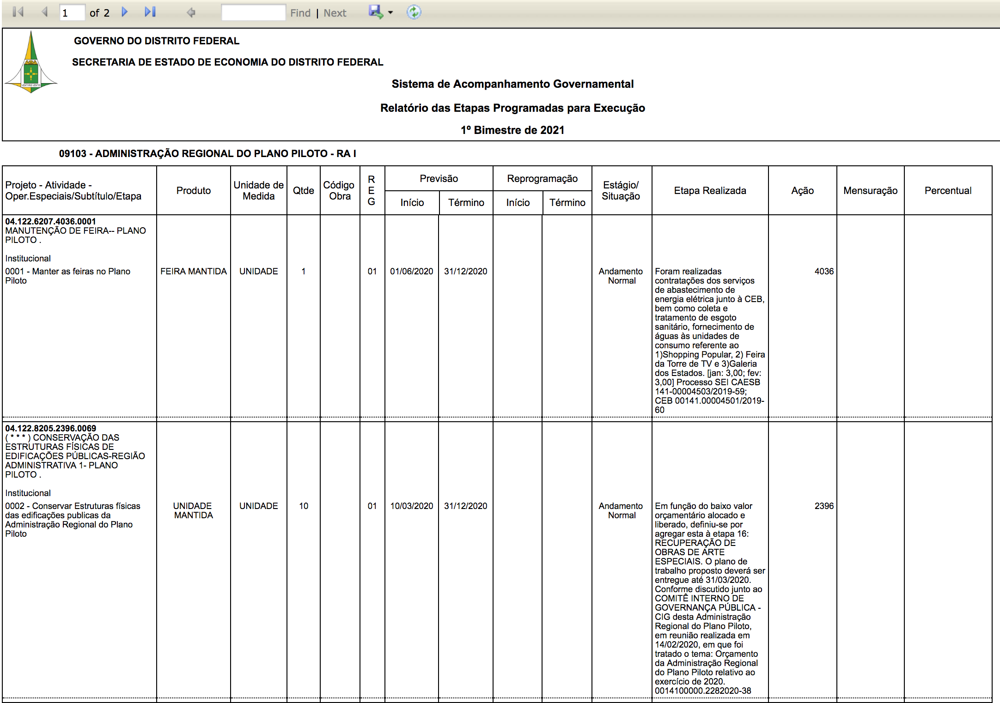 1 of 2 Find | Next
GOVERNO DO DISTRITO FEDERAL
SECRETARIA DE ESTADO DE ECONOMIA DO DISTRITO FEDERAL
VENTVRIS VENTIS
Sistema de Acompanhamento Governamental
Relatório das Etapas Programadas para Execução
1º Bimestre de 2021
09103 - ADMINISTRAÇÃO REGIONAL DO PLANO PILOTO - RA I
Projeto - Atividade -
Oper.Especiais/Subtítulo/Etapa
Produto
Unidade de
Medida
Qtde
Código
Obra
R
E
G
Previsão
Início
Término
Reprogramação
Início
Término
Estágio/
Situação
Etapa Realizada
Ação
Mensuração
Percentual
04.122.6207.4036.0001
MANUTENÇÃO DE FEIRA-- PLANO
PILOTO .
Institucional
0001 - Manter as feiras no Plano
Piloto
FEIRA MANTIDA
UNIDADE
1
01
01/06/2020
31/12/2020
Andamento
Normal
Foram realizadas
contratações dos serviços
de abastecimento de
energia elétrica junto à CEB,
bem como coleta e
tratamento de esgoto
sanitário, fornecimento de
águas às unidades de
consumo referente ao
1)Shopping Popular, 2) Feira
da Torre de TV e 3)Galeria
dos Estados. [jan: 3,00; fev:
3,00] Processo SEI CAESB
141-00004503/2019-59;
CEB 00141.00004501/2019-
60
4036
04.122.8205.2396.0069
( * * * ) CONSERVAÇÃO DAS
ESTRUTURAS FÍSICAS DE
EDIFICAÇÕES PÚBLICAS-REGIÃO
ADMINISTRATIVA 1- PLANO
PILOTO .
Institucional
0002 - Conservar Estruturas físicas
das edificações publicas da
Administração Regional do Plano
Piloto
UNIDADE
MANTIDA
UNIDADE
10
01
10/03/2020
31/12/2020
Andamento
Normal
Em função do baixo valor
orçamentário alocado e
liberado, definiu-se por
agregar esta à etapa 16:
RECUPERAÇÃO DE
OBRAS DE ARTE
ESPECIAIS. O plano de
trabalho proposto deverá ser
entregue até 31/03/2020.
Conforme discutido junto ao
COMITÊ INTERNO DE
GOVERNANÇA PÚBLICA -
CIG desta Administração
Regional do Plano Piloto,
em reunião realizada em
14/02/2020, em que foi
tratado o tema: Orçamento
da Administração Regional
do Plano Piloto relativo ao
exercício de 2020.
0014100000.2282020-38
2396